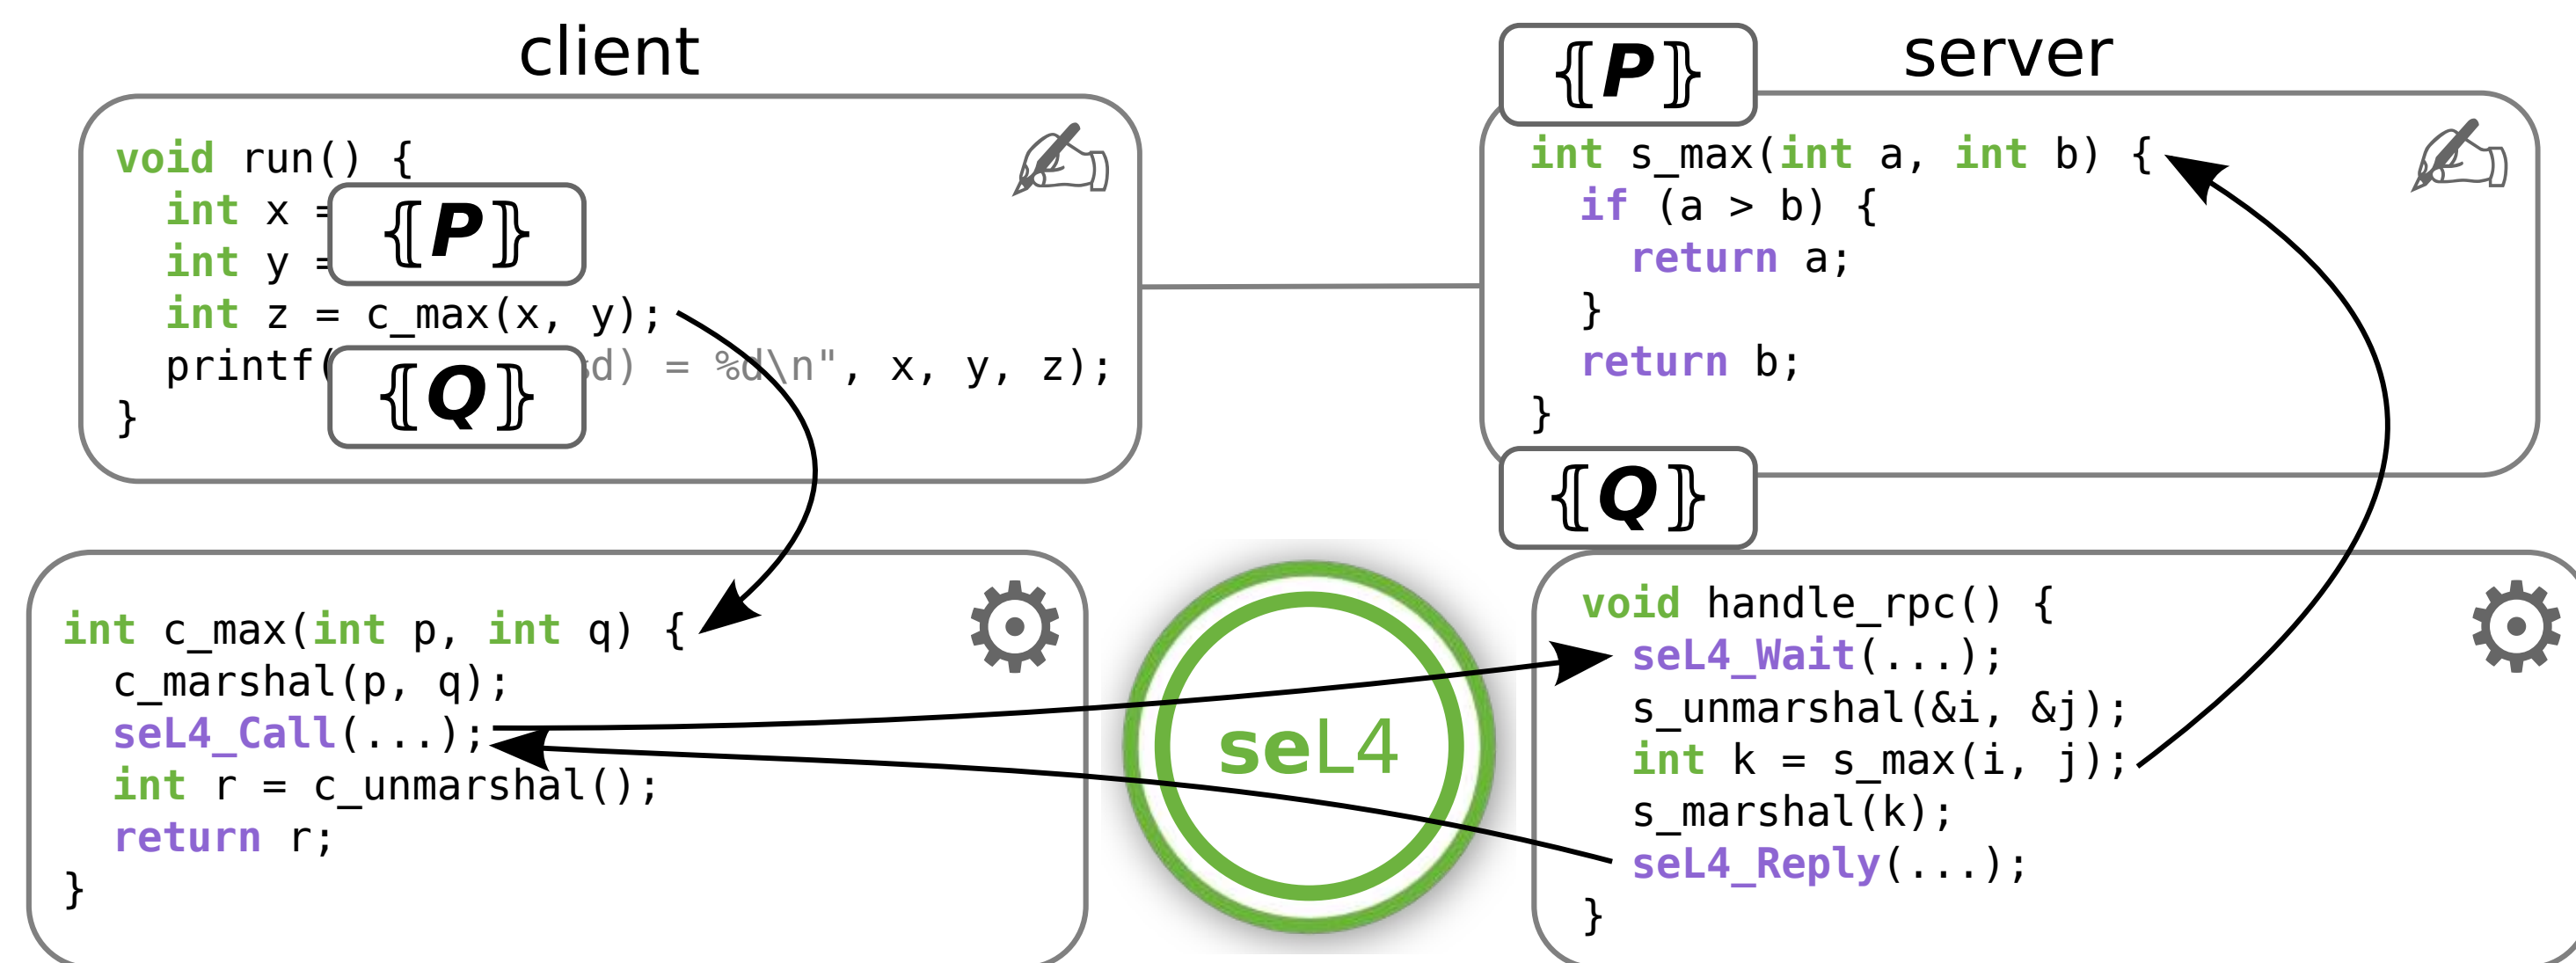 client
void run() {
int x =
{[P]}
int y =
int z = c_max(x, y);
printf( d) = %d\n", x, y, z);
{[Q]}
}
server
{[P]}
int s_max(int a, int b) {
if (a > b) {
return a;
}
return b;
}
{[Q]}
int c_max(int p, int q) {
c_marshal(p, q);
seL4_Call(...);
int r = c_unmarshal();
return r;
}
seL4
void handle_rpc() {
seL4_Wait(...);
s_unmarshal(&i, &j);
int k = s_max(i, j);
s_marshal(k);
seL4_Reply(...);
}